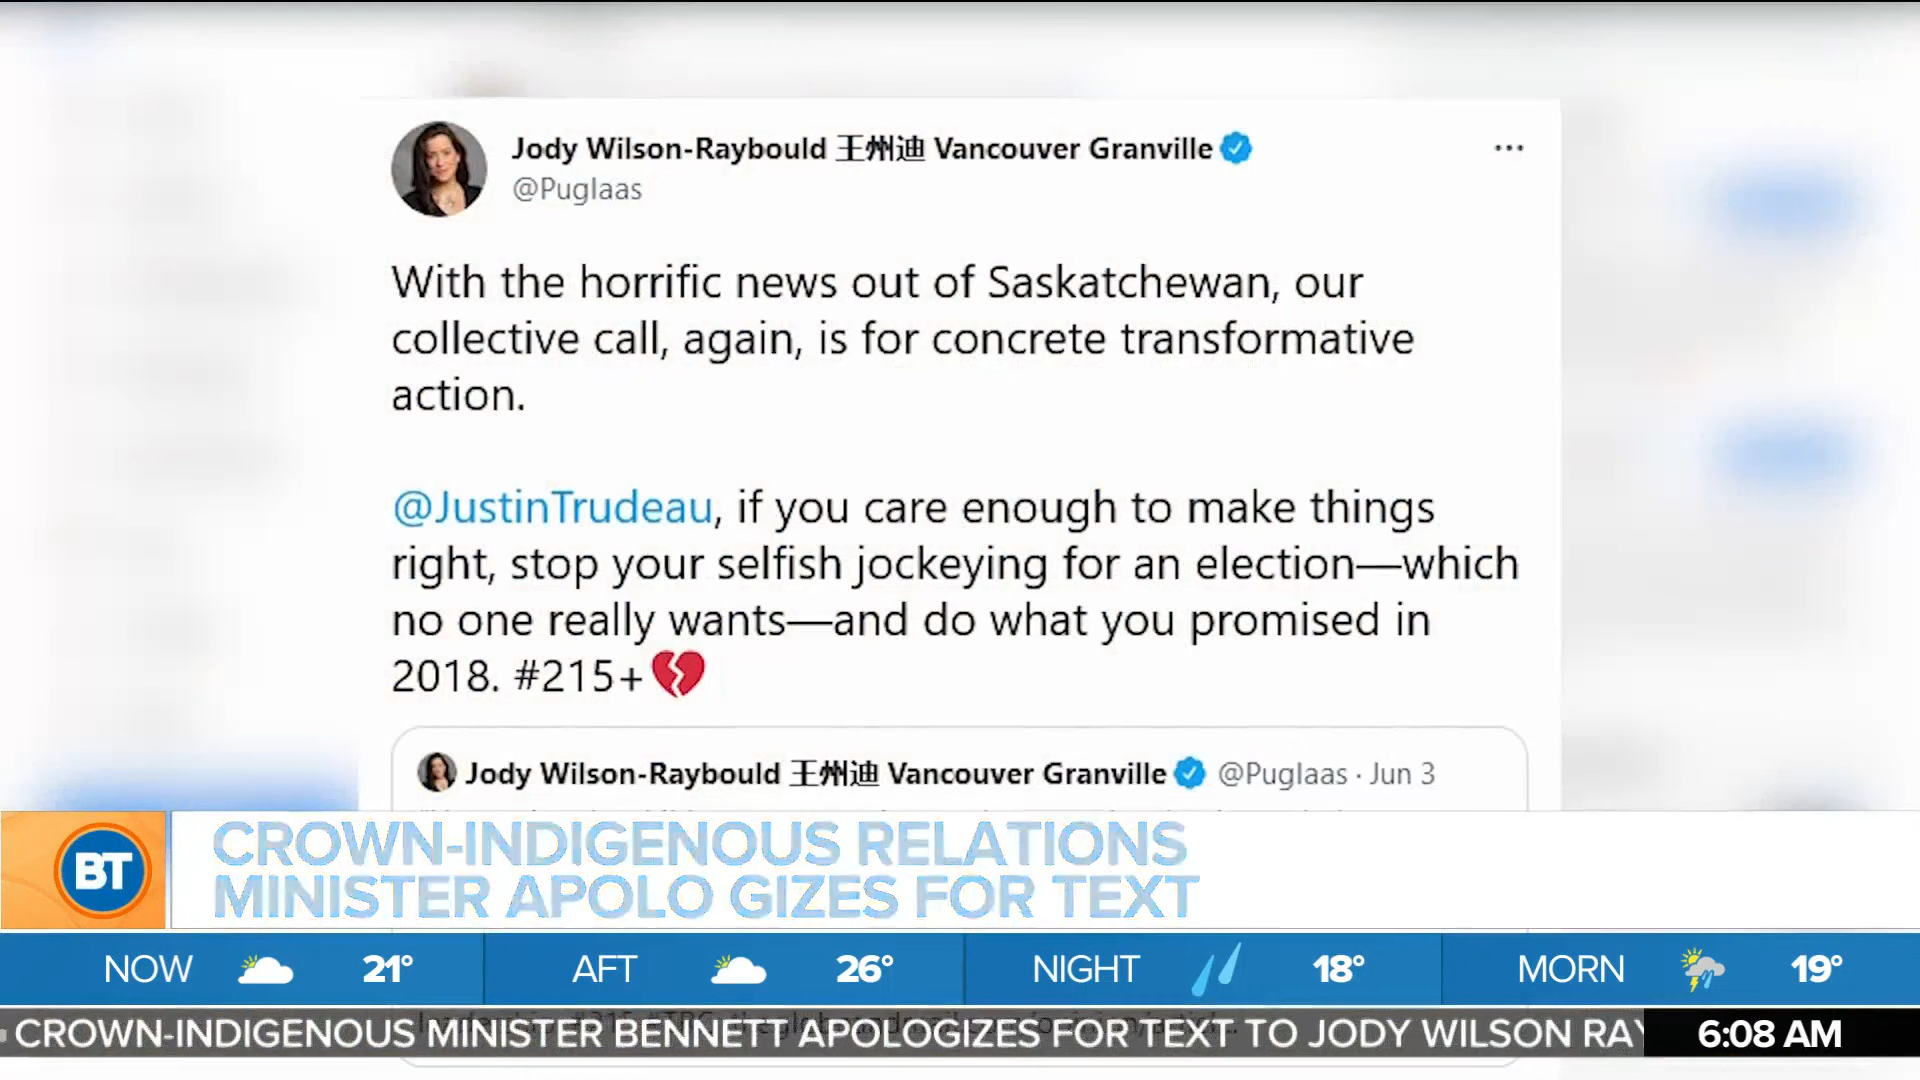 Jody Wilson-Raybould 王州迪 Vancouver Granville
@Puglaas
With the horrific news out of Saskatchewan, our
collective call, again, is for concrete transformative
action.
@JustinTrudeau, if you care enough to make things
right, stop your selfish jockeying for an election—which
no one really wants—and do what you promised in
2018. #215+💔
Jody Wilson-Raybould 王州迪 Vancouver Granville @Puglaas · Jun 3
BT
CROWN-INDIGENOUS RELATIONS
MINISTER APOLO GIZES FOR TEXT
NOW 21° AFT 26° NIGHT 18° MORN 19°
CROWN-INDIGENOUS MINISTER BENNETT APOLOGIZES FOR TEXT TO JODY WILSON RAY 6:08 AM